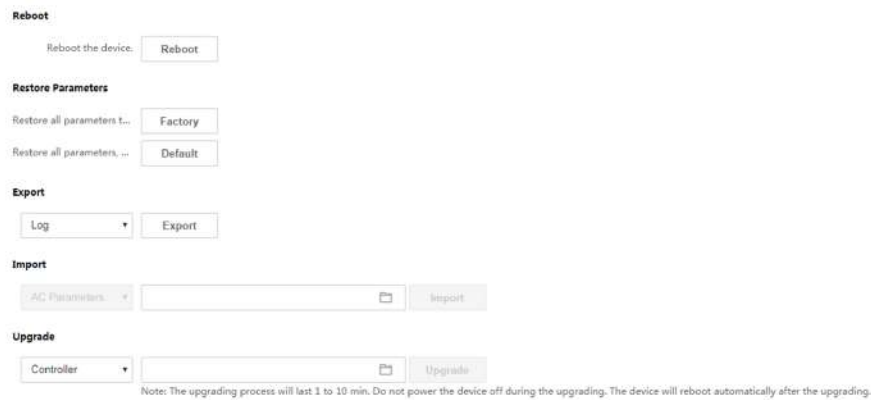 Reboot
Reboot the device. Reboot
Restore Parameters
Restore all parameters t... Factory
Restore all parameters, ... Default
Export
Log Export
Import
AC Parameters Import
Upgrade
Controller Upgrade
Note: The upgrading process will last 1 to 10 min. Do not power the device off during the upgrading. The device will reboot automatically after the upgrading.